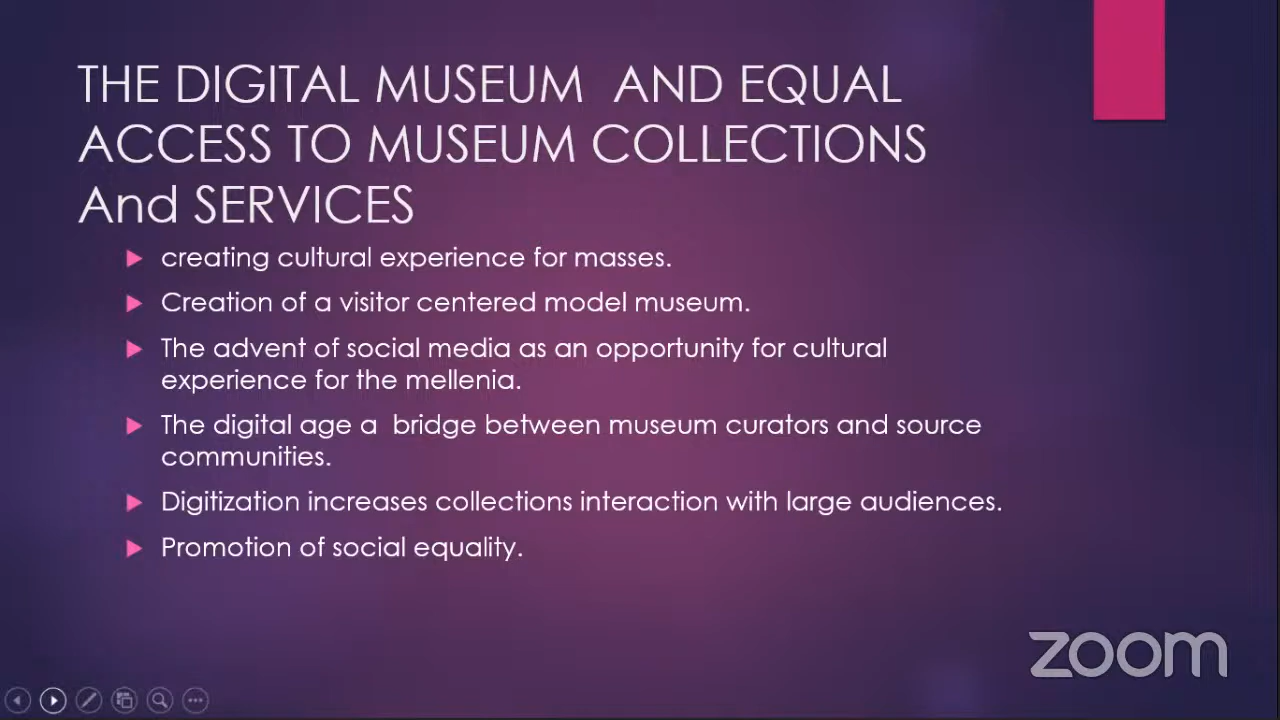 THE DIGITAL MUSEUM  AND EQUAL
ACCESS TO MUSEUM COLLECTIONS
And SERVICES
creating cultural experience for masses.
Creation of a visitor centered model museum.
The advent of social media as an opportunity for cultural
experience for the mellenia.
The digital age a  bridge between museum curators and source
communities.
Digitization increases collections interaction with large audiences.
Promotion of social equality.
zoom